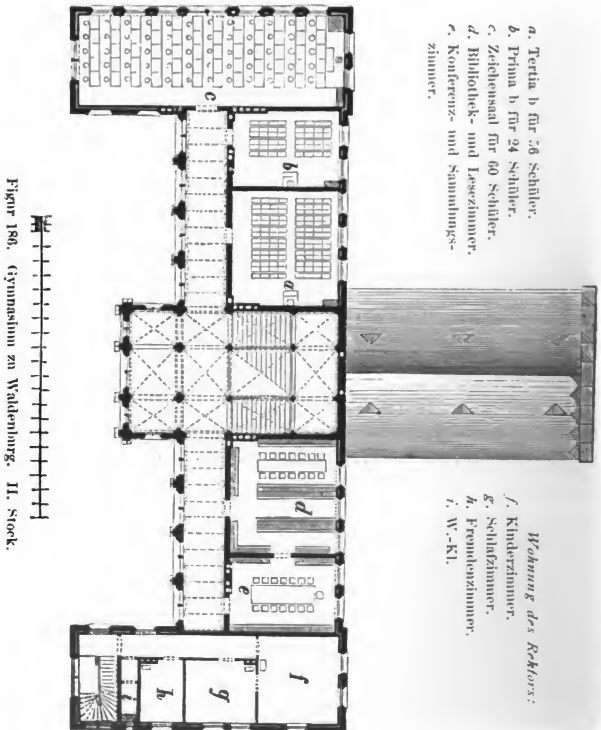 a. Tertia b für 56 Schüler.
b. Prima b für 24 Schüler.
c. Zeichensaal für 60 Schüler.
d. Bibliothek- und Lesezimmer.
e. Konferenz- und Sammlungs-
zimmer.
Wohnung des Rektors:
f. Kinderzimmer.
g. Schlafzimmer.
h. Fremdenzimmer.
i. W.-Kl.
c
b
a
d
e
f
g
h
i
Figur 186. Gymnasium zu Waldenburg. II. Stock.